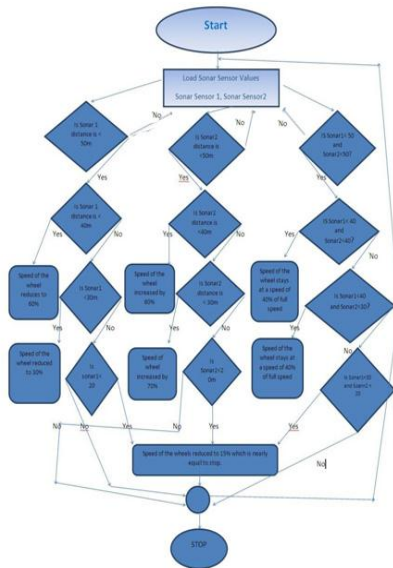 Start
Load Sonar Sensor Values
Sonar Sensor 1, Sonar Sensor2
No
No
No
Is Sonar 1
distance is <
50m
Is Sonar2
distance is
<50m
IS Sonar1< 50
and
Sonar2<50?
Yes
Yes
Yes
Is Sonar 1
distance is <
40m
Is Sonar2
distance is
<40m
Is Sonar1< 40
and
Sonar2<40?
Yes
No
Yes
No
Yes
No
Speed of the
wheel
reduces to
60%
Is Sonar1
<30m
Speed of the
wheel
increased by
60%
Is Sonar2
distance is
< 30m
Speed of the
wheel stays
at a speed of
40% of full
speed
Is Sonar1<
and Sonar2<30?
Yes
No
Yes
No
Yes
No
Speed of the
wheel reduced
to 30%
Is
sonar1<
20
Speed of
wheel
increased by
70%
Is
Sonar2<2
0m
Speed of the
wheel stays at a
speed of 40%
of full speed
Is Sonar1<
and
20
No
No
Yes
No
Yes
Yes
Speed of the wheels reduced to 15% which is nearly
equal to stop.
No
STOP